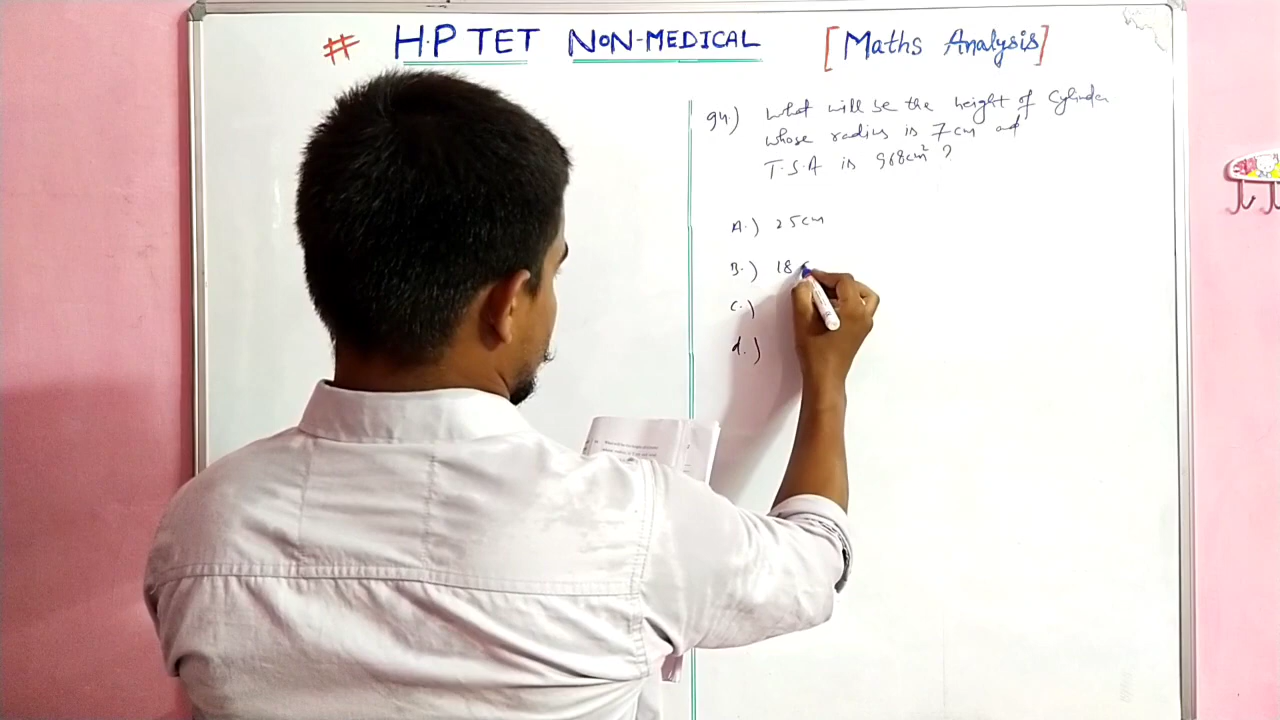 # H.P TET NON-MEDICAL [Maths Analysis]
94.) What will be the height of Cylinder
whose radius is 7cm and
T.S.A is 968cm² ?
A.) 25cm
B.) 18
C.)
d.)